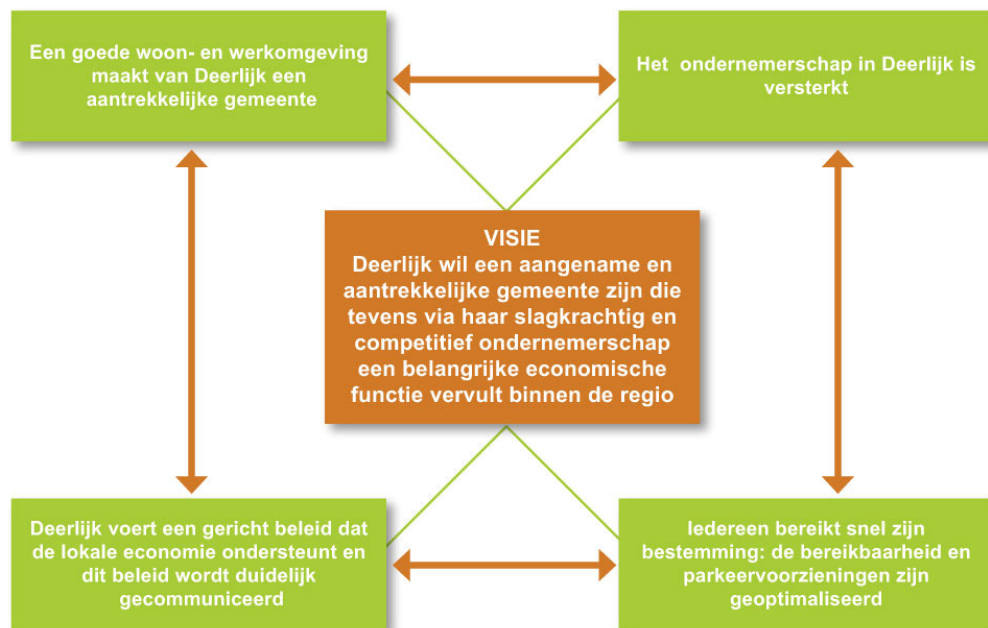 Een goede woon- en werkomgeving
maakt van Deerlijk een
aantrekkelijke gemeente
Het ondernemerschap in Deerlijk is
versterkt
VISIE
Deerlijk wil een aangename en
aantrekkelijke gemeente zijn die
tevens via haar slagkrachtig en
competitief ondernemerschap
een belangrijke economische
functie vervult binnen de regio
Deerlijk voert een gericht beleid dat
de lokale economie ondersteunt en
dit beleid wordt duidelijk
gecommuniceerd
Iedereen bereikt snel zijn
bestemming: de bereikbaarheid en
parkeervoorzieningen zijn
geoptimaliseerd